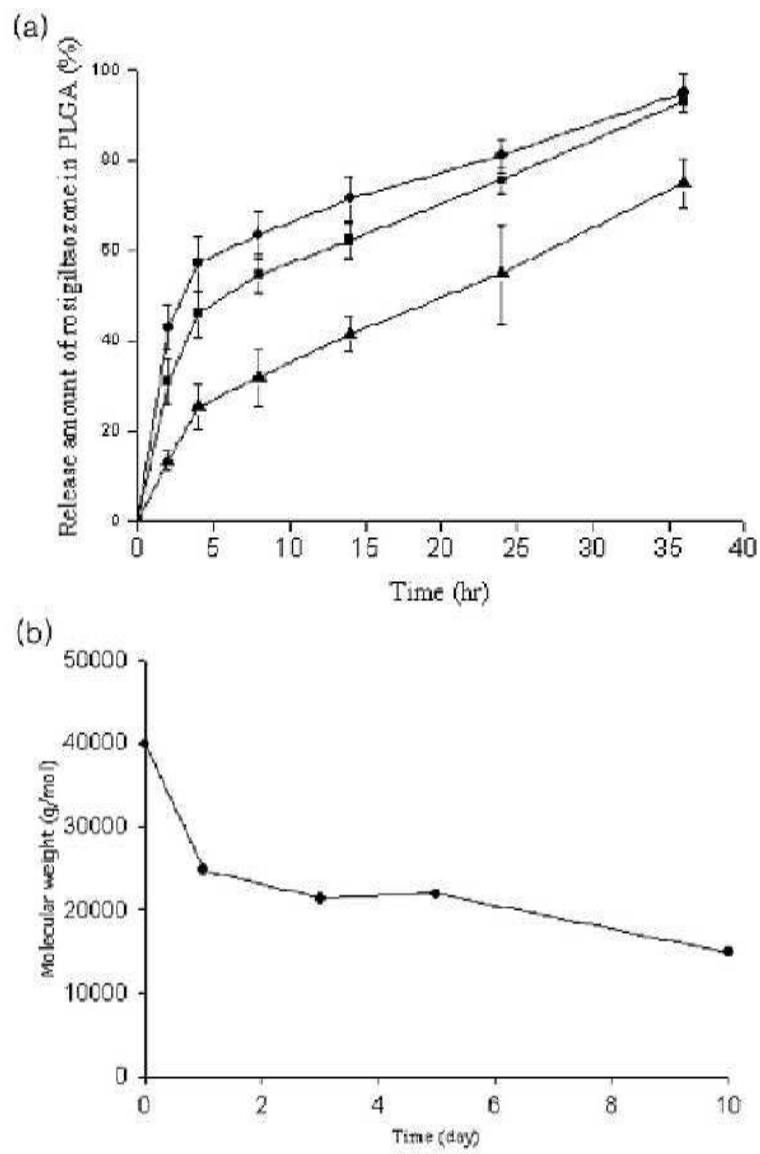 (a)
Release amount of rosigiltaozone in PLGA (%)
100
80
60
40
20
0
0 5 10 15 20 25 30 35 40
Time (hr)
(b)
Molecular weight (g/mol)
50000
40000
30000
20000
10000
0
0 2 4 6 8 10
Time (day)